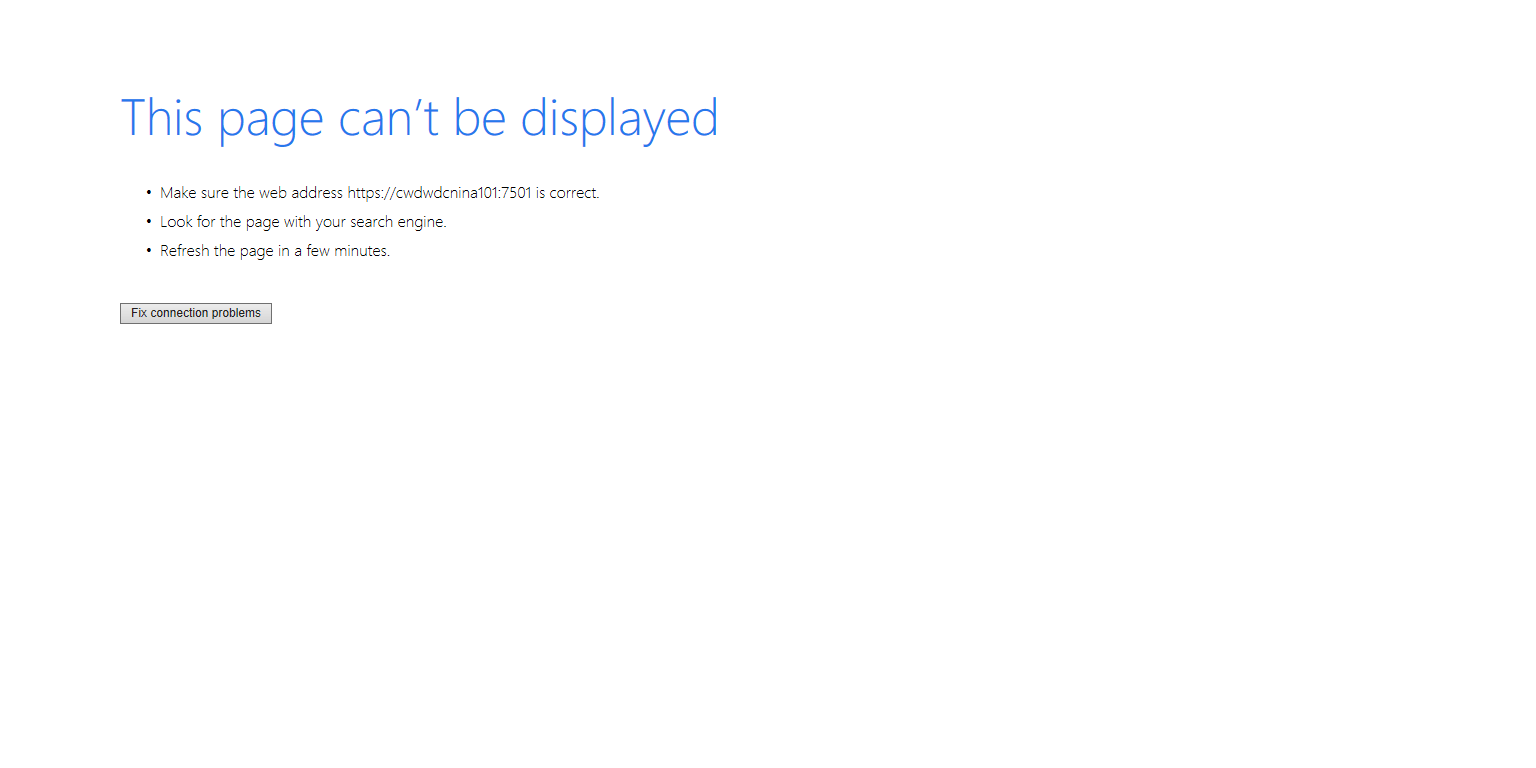 This page can’t be displayed
• Make sure the web address https://cwdwdcnina101:7501 is correct.
• Look for the page with your search engine.
• Refresh the page in a few minutes.
Fix connection problems